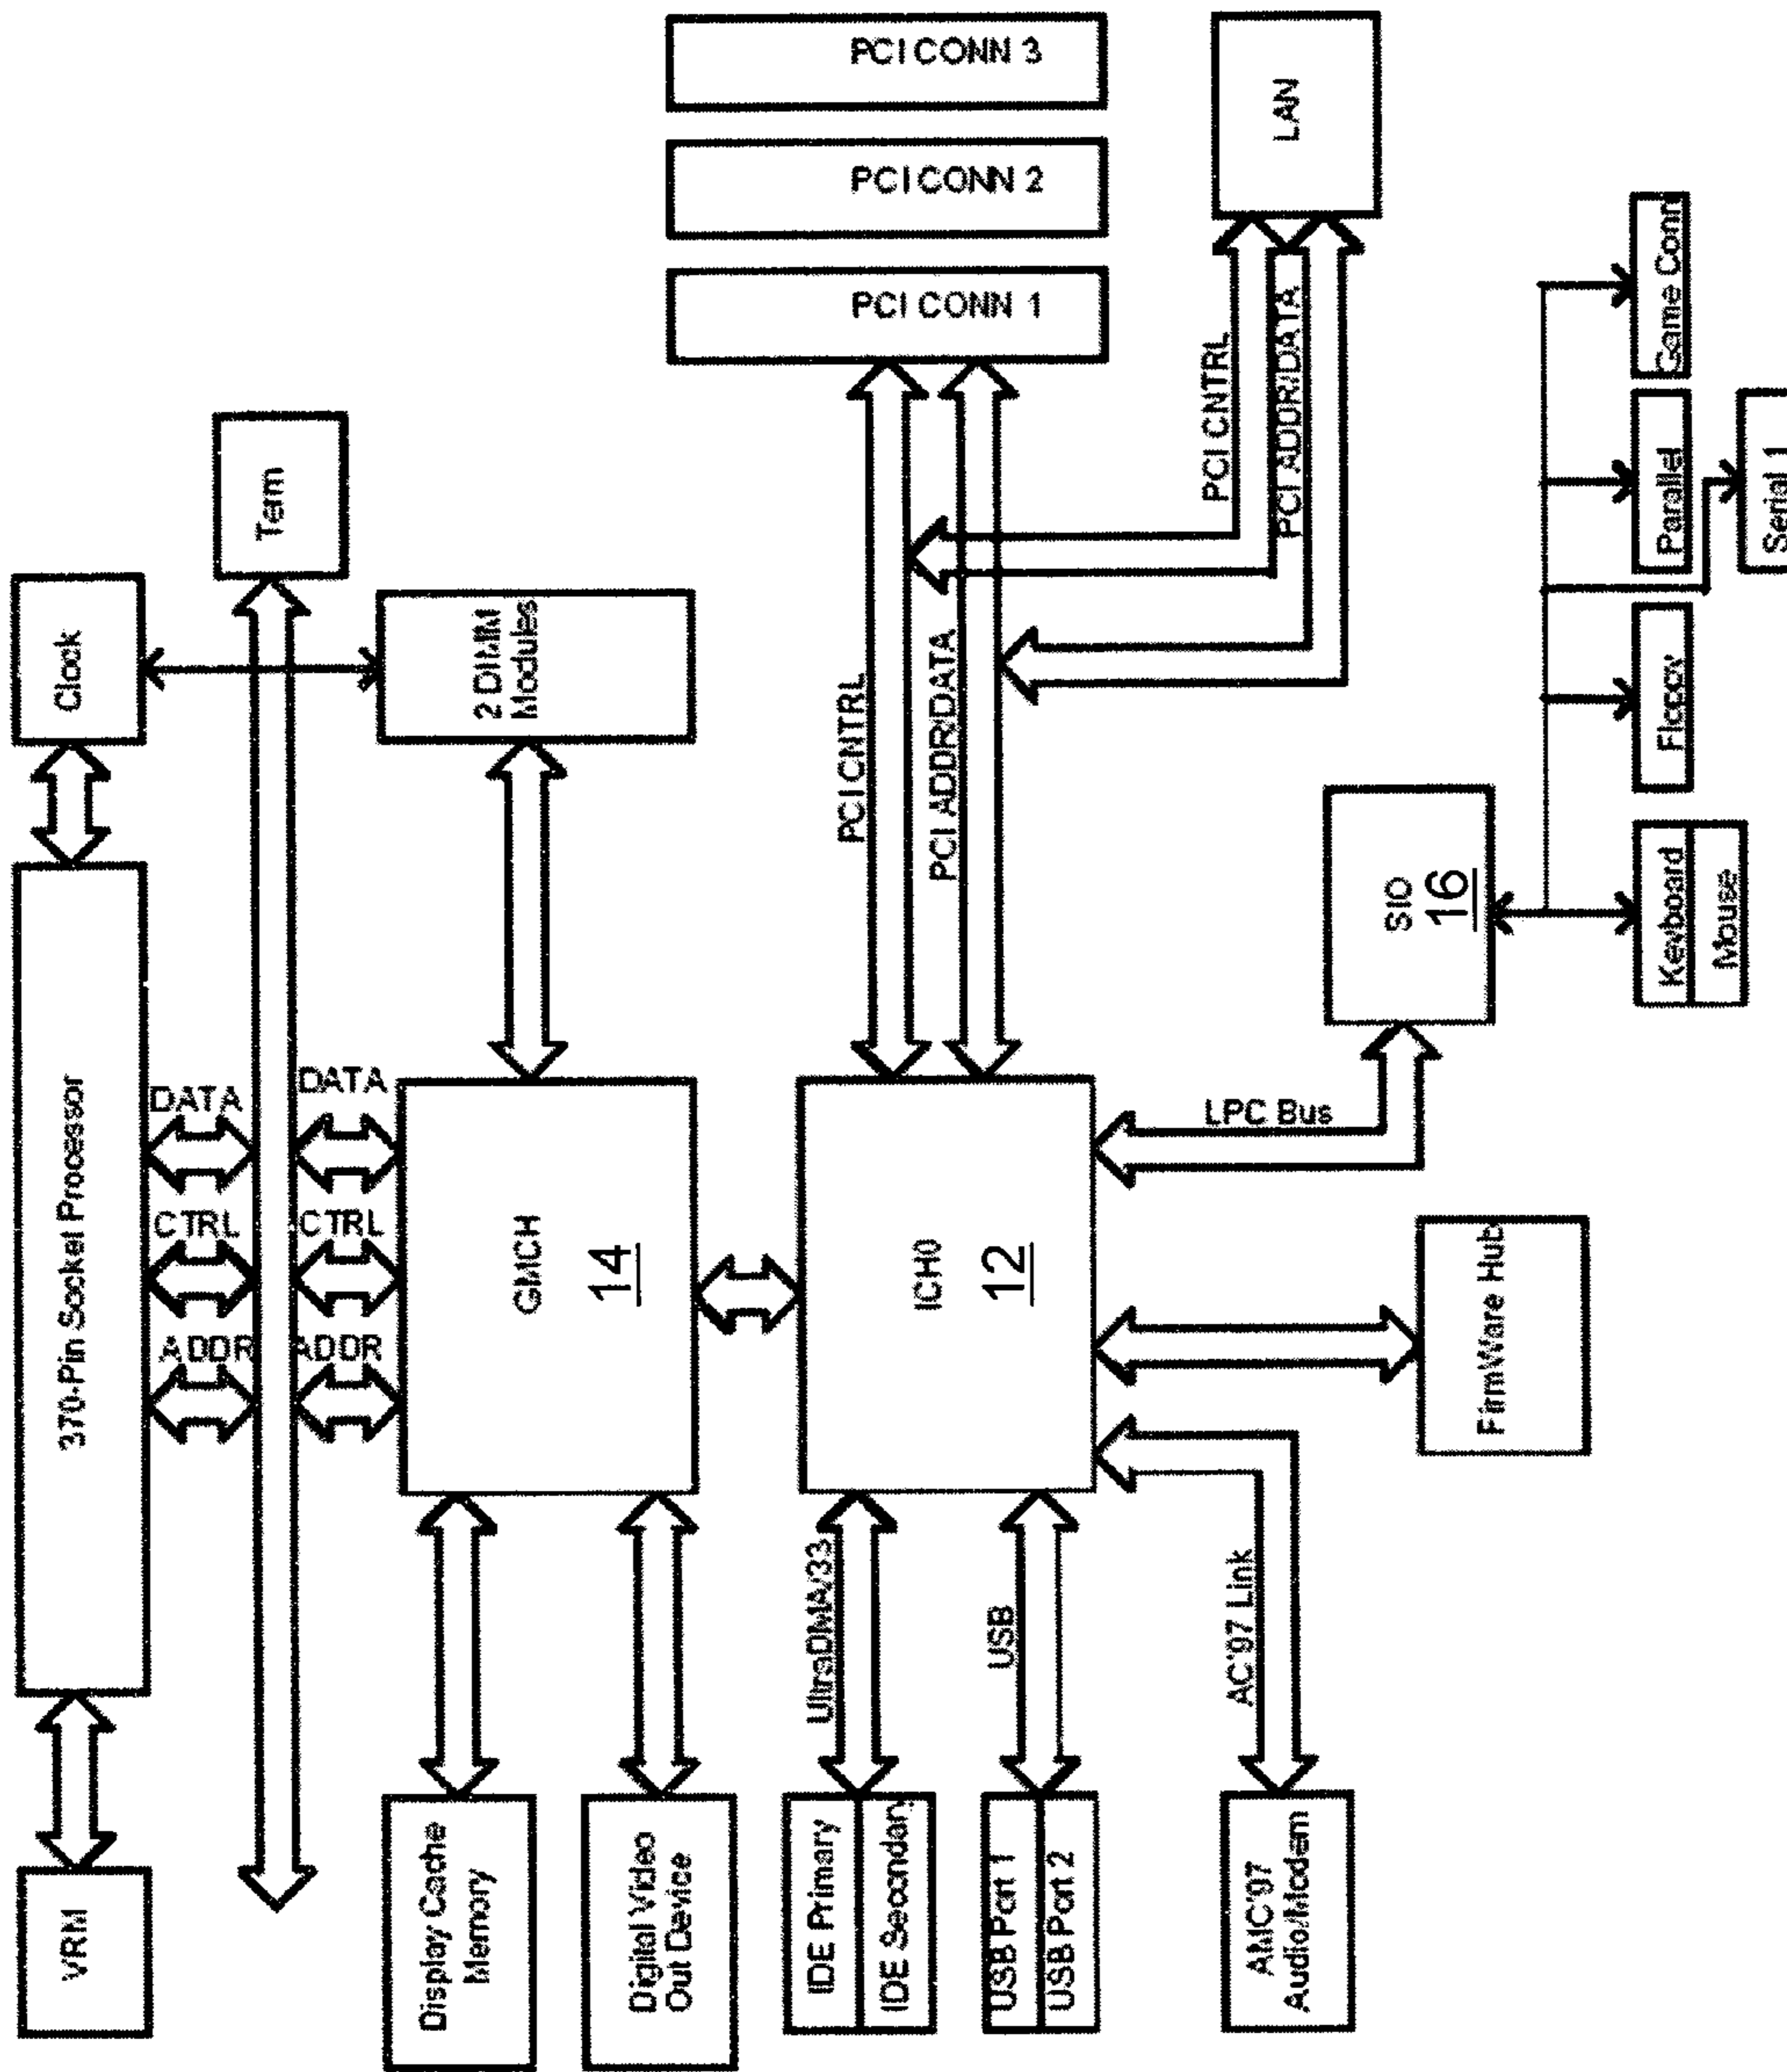 VRM
370-Pin Socket Processor
Clock
ADDR
CTRL
DATA
Term
ADDR
CTRL
DATA
Display Cache
Memory
GMCH
14
2 DIMM
Modules
Digital Video
Out Device
IDE Primary
IDE Secondary
UltraDMA/33
ICH0
12
PCI CNTRL
PCI ADDR/DATA
PCI CONN 1
PCI CONN 2
PCI CONN 3
USB Port 1
USB Port 2
USB
AMC'97
Audio/Modem
AC'97 Link
LPC Bus
PCI CNTRL
PCI ADDR/DATA
LAN
FirmWare Hub
SIO
16
Keyboard
Mouse
Floppy
Parallel
Game Conn
Serial 1